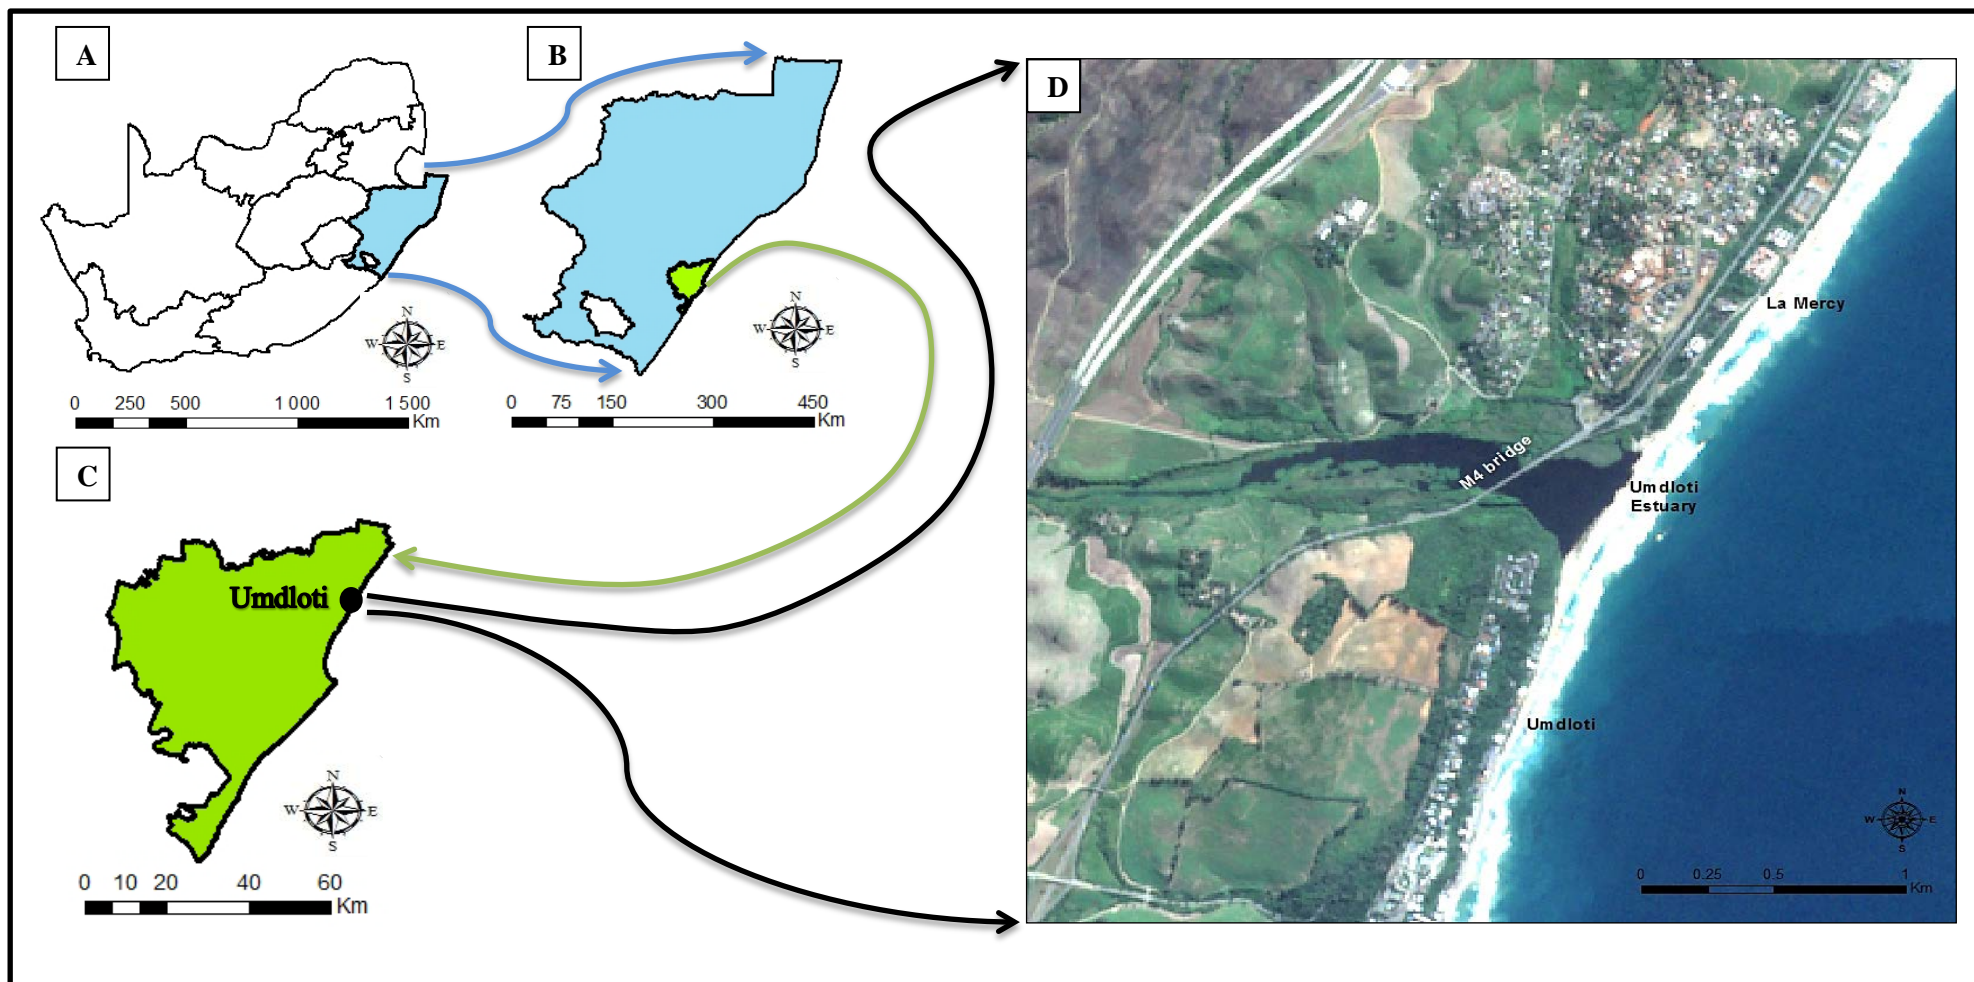 A
B
N
W E
S
0 250 500 1 000 1 500
Km
N
W E
S
0 75 150 300 450
Km
C
Umdloti
N
W E
S
0 10 20 40 60
Km
D
La Mercy
M4 bridge
Umdloti
Estuary
Umdloti
N
W E
S
0 0.25 0.5 1
Km